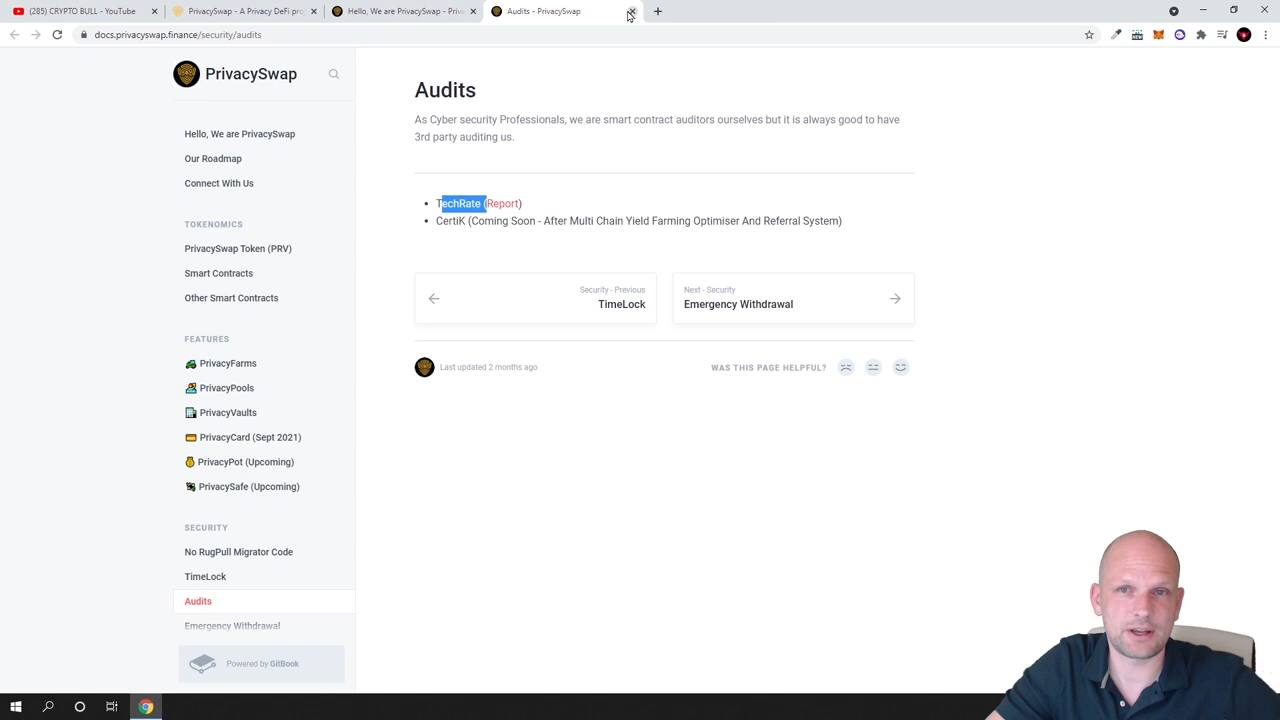 (285) CRYPTO BULL - YouTube
PrivacySwap - A Privacy DeFi pro
Hello, We are PrivacySwap - Priva
Audits - PrivacySwap
docs.privacyswap.finance/security/audits
PrivacySwap
Hello, We are PrivacySwap
Our Roadmap
Connect With Us
TOKENOMICS
PrivacySwap Token (PRV)
Smart Contracts
Other Smart Contracts
FEATURES
PrivacyFarms
PrivacyPools
PrivacyVaults
PrivacyCard (Sept 2021)
PrivacyPot (Upcoming)
PrivacySafe (Upcoming)
SECURITY
No RugPull Migrator Code
TimeLock
Audits
Emergency Withdrawal
Powered by GitBook
Audits
As Cyber security Professionals, we are smart contract auditors ourselves but it is always good to have
3rd party auditing us.
• TechRate (Report)
• CertiK (Coming Soon - After Multi Chain Yield Farming Optimiser And Referral System)
Security - Previous
TimeLock
Next - Security
Emergency Withdrawal
Last updated 2 months ago
WAS THIS PAGE HELPFUL?